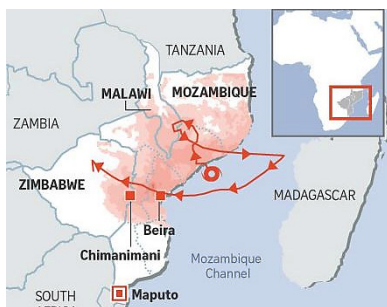 TANZANIA
MALAWI
MOZAMBIQUE
ZAMBIA
ZIMBABWE
MADAGASCAR
Beira
Chimanimani
Mozambique
Channel
SOUTH
Maputo